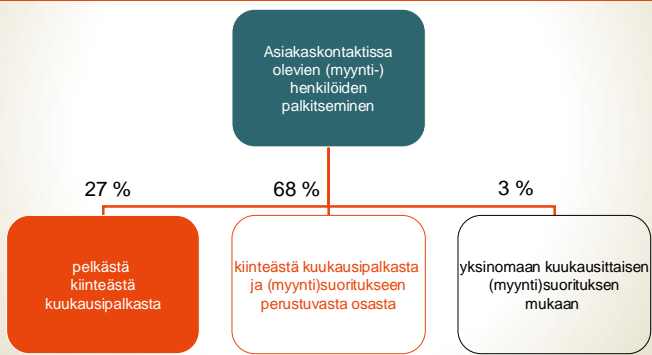 Asiakaskontaktissa
olevien (myynti-)
henkilöiden
palkitseminen
27 %
68 %
3 %
pelkästä
kiinteästä
kuukausipalkasta
kiinteästä kuukausipalkasta
ja (myynti)suoritukseen
perustuvasta osasta
yksinomaan kuukausittaisen
(myynti)suorituksen
mukaan